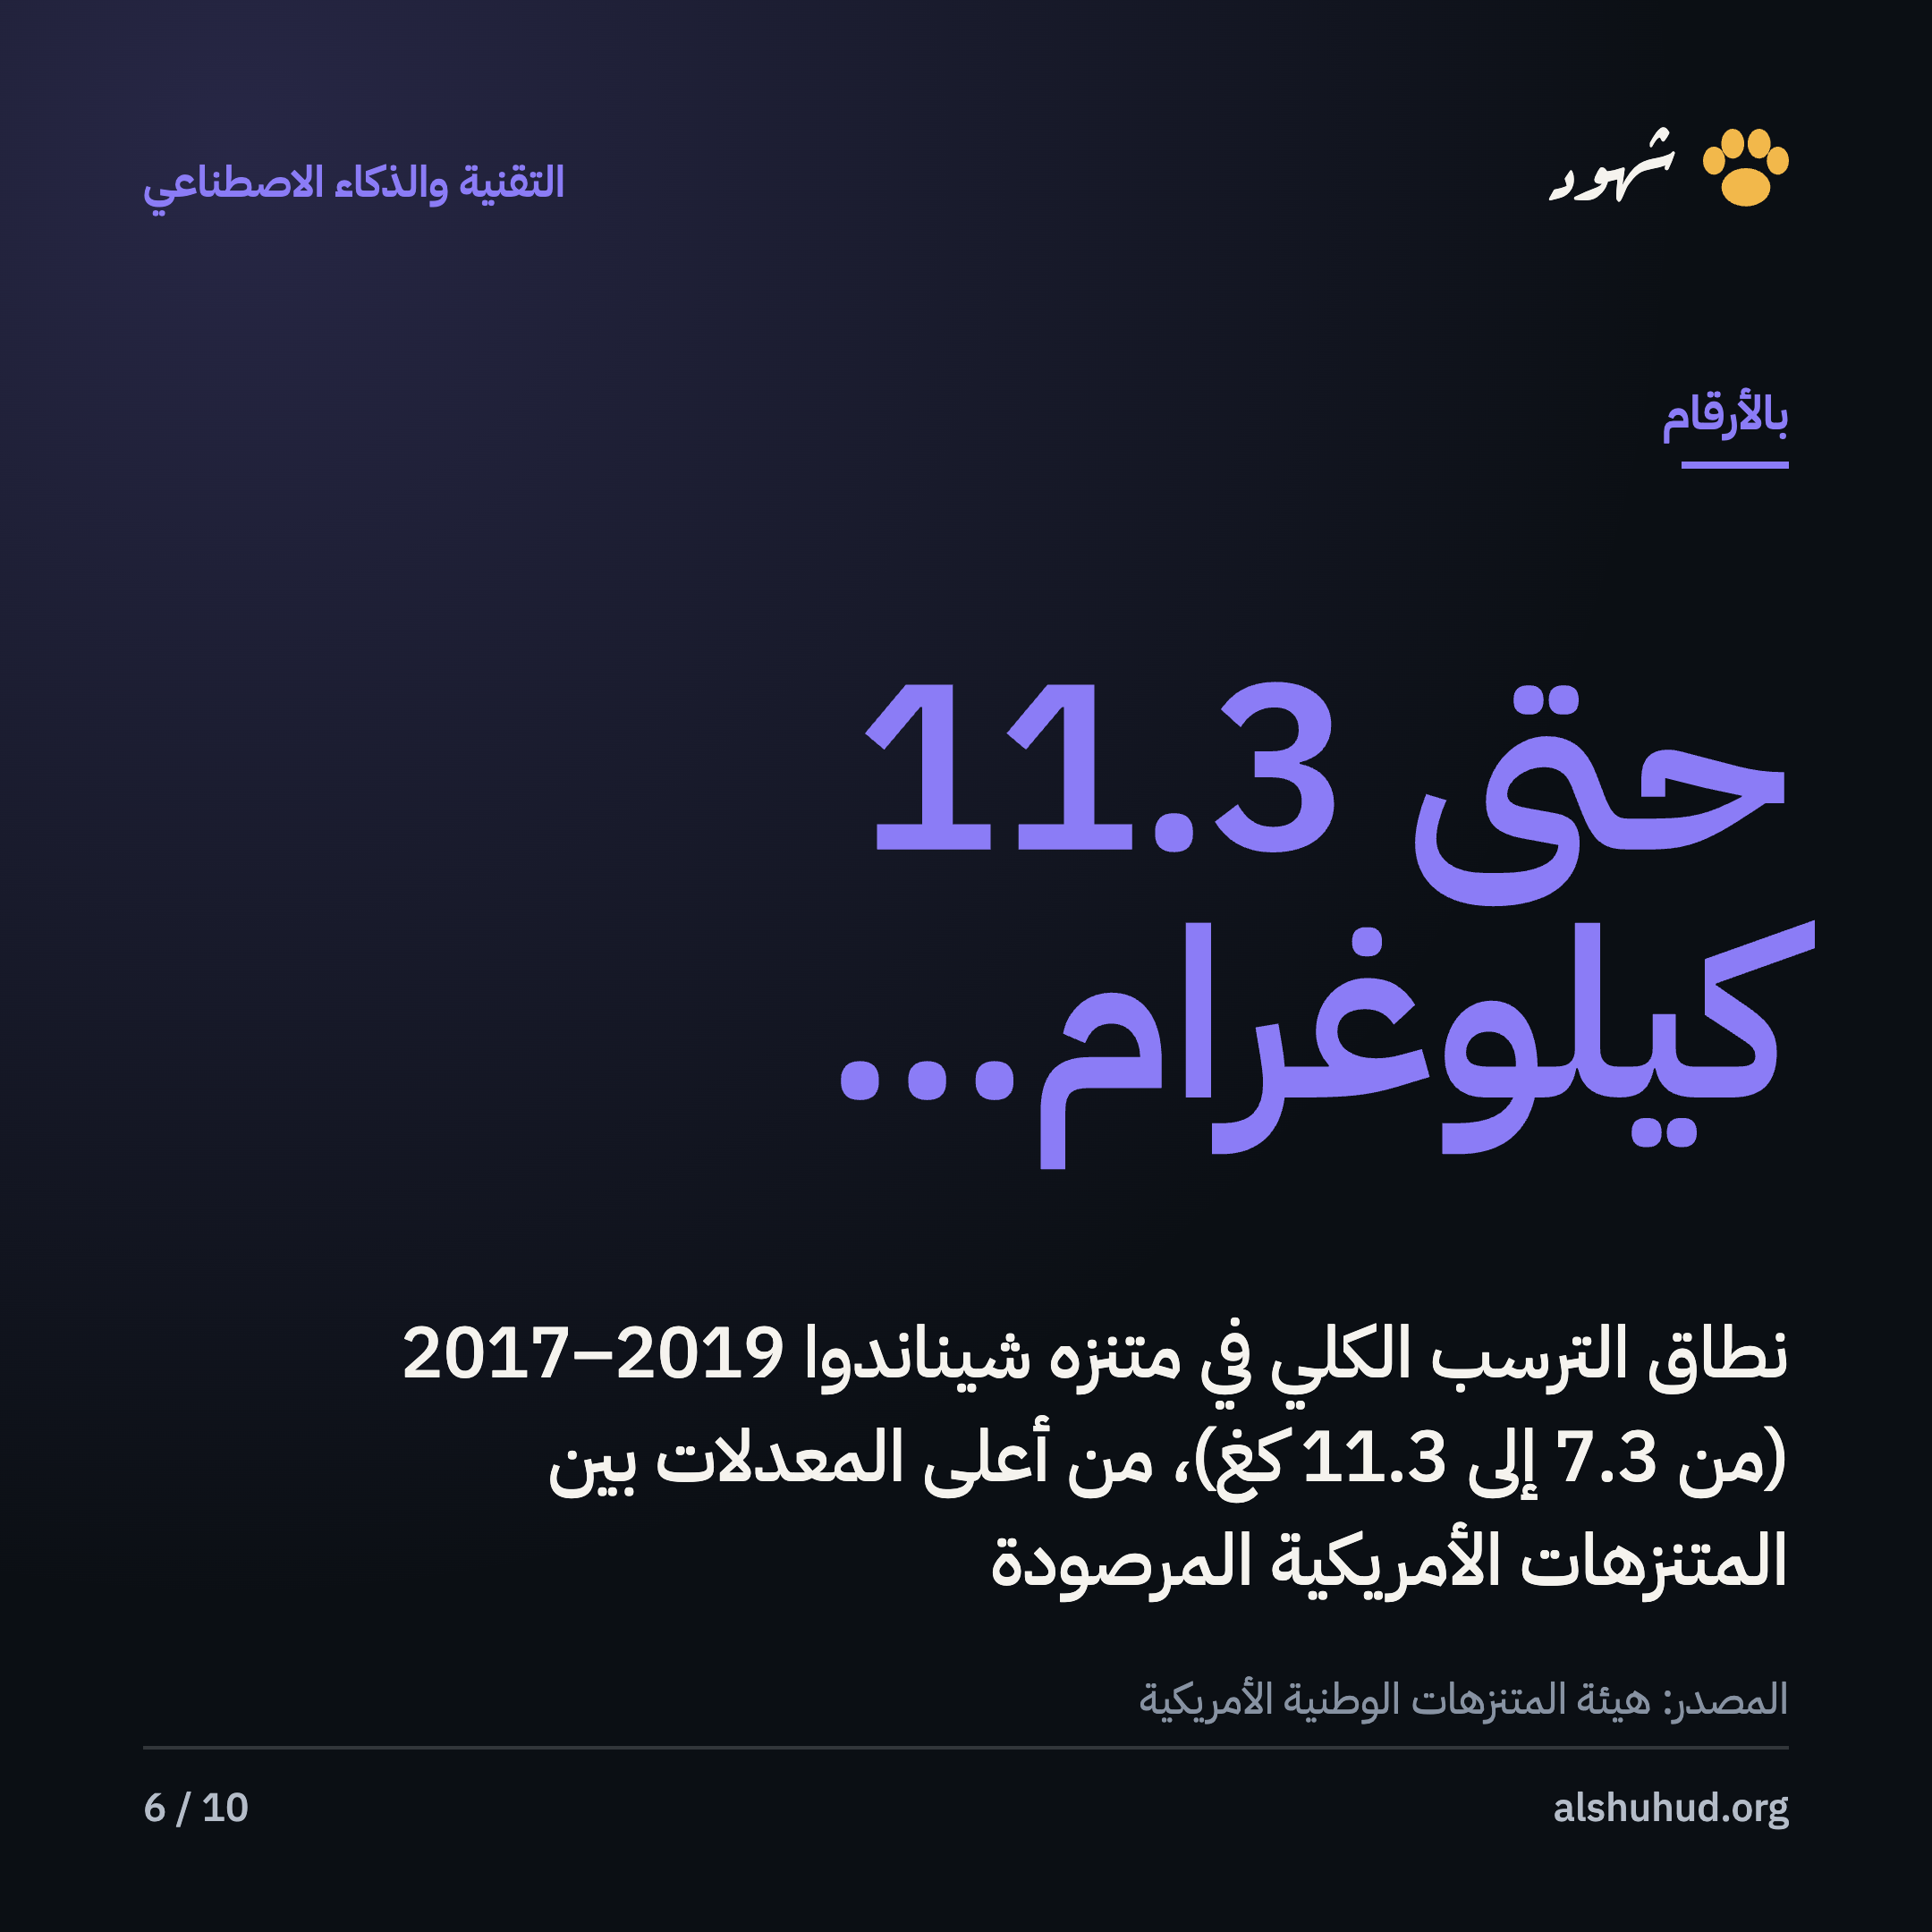 شُهود
التقنية والذكاء الاصطناعي
بالأرقام
حتى 11.3
كيلوغرام...
نطاق الترسب الكلي في متنزه شيناندوا 2019–2017
(من 7.3 إلى 11.3 كغ)، من أعلى المعدلات بين
المتنزهات الأمريكية المرصودة
المصدر: هيئة المتنزهات الوطنية الأمريكية
alshuhud.org
6 / 10